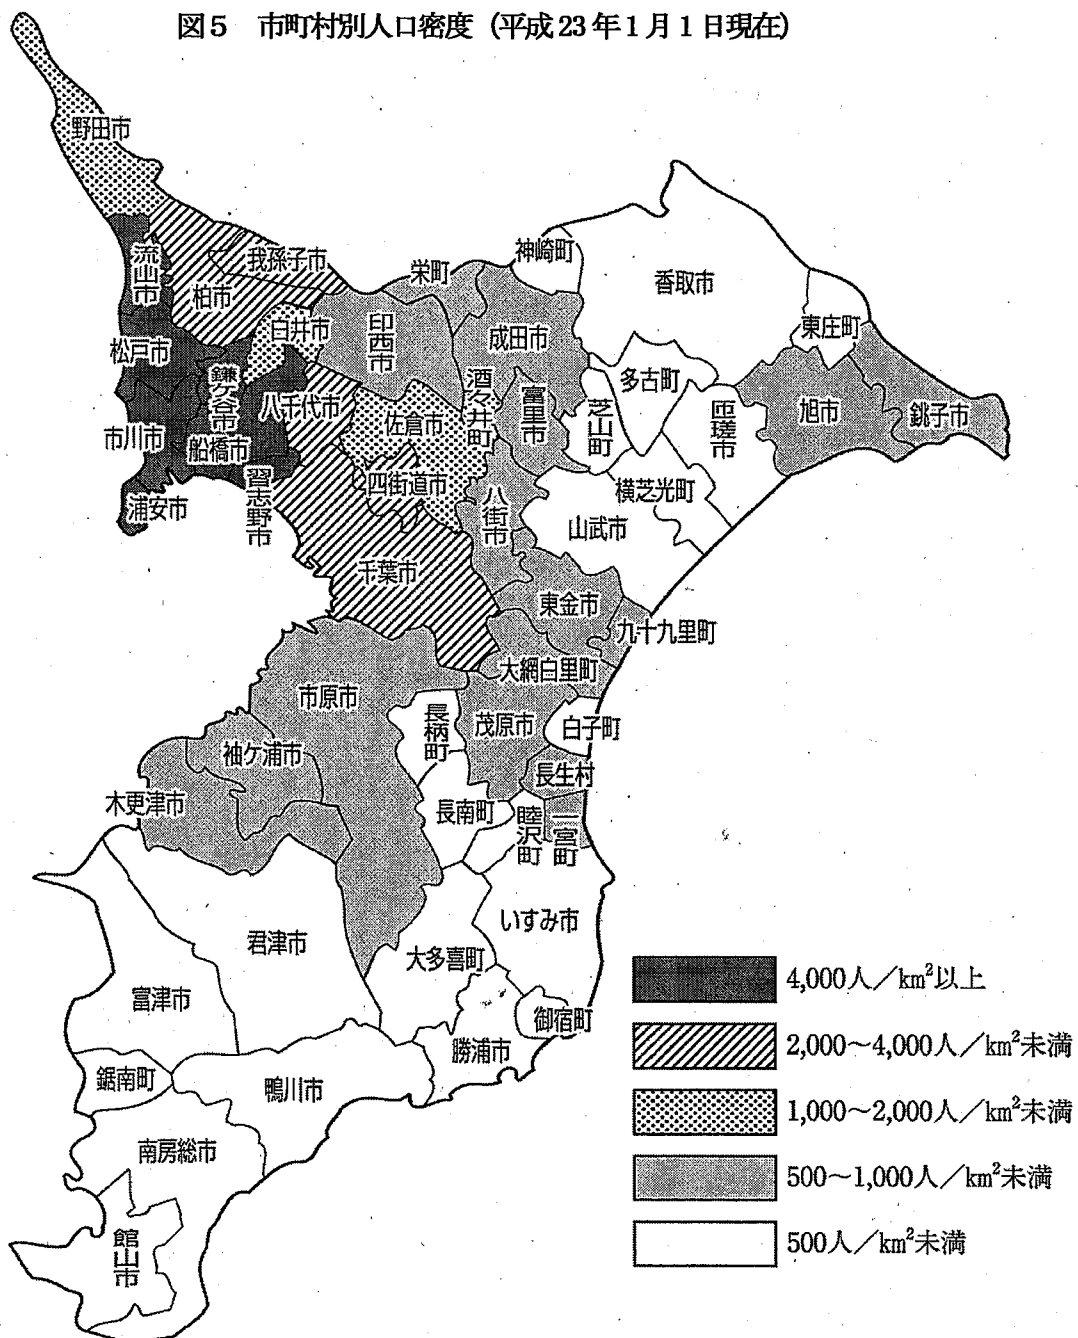 図5 市町村別人口密度（平成23年1月1日現在）
野田市
流山市
柏市
我孫子市
栄町
神崎町
香取市
東庄町
松戸市
白井市
印西市
成田市
多古町
鎌ケ谷市
八千代市
佐倉市
酒々井町
富里市
芝山町
匝瑳市
旭市
銚子市
市川市
船橋市
習志野市
四街道市
八街市
横芝光町
山武市
浦安市
千葉市
東金市
九十九里町
大網白里町
市原市
長柄町
茂原市
白子町
袖ケ浦市
長生村
木更津市
長南町
睦沢町
一宮町
いすみ市
君津市
大多喜町
富津市
御宿町
勝浦市
鋸南町
鴨川市
南房総市
館山市
4,000人／km²以上
2,000～4,000人／km²未満
1,000～2,000人／km²未満
500～1,000人／km²未満
500人／km²未満